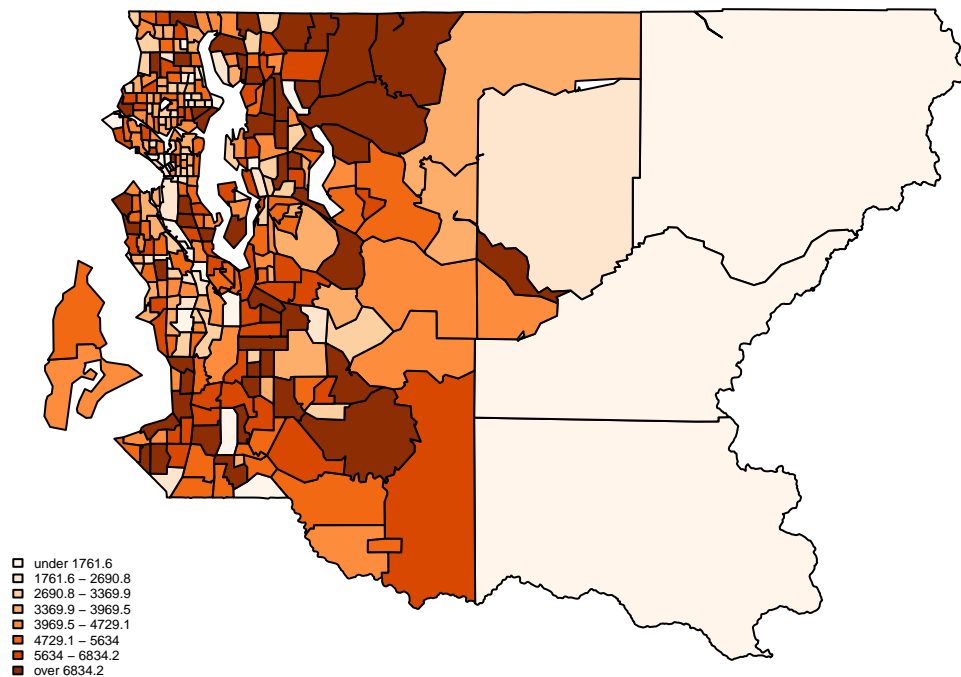 under 1761.6
1761.6 – 2690.8
2690.8 – 3369.9
3369.9 – 3969.5
3969.5 – 4729.1
4729.1 – 5634
5634 – 6834.2
over 6834.2